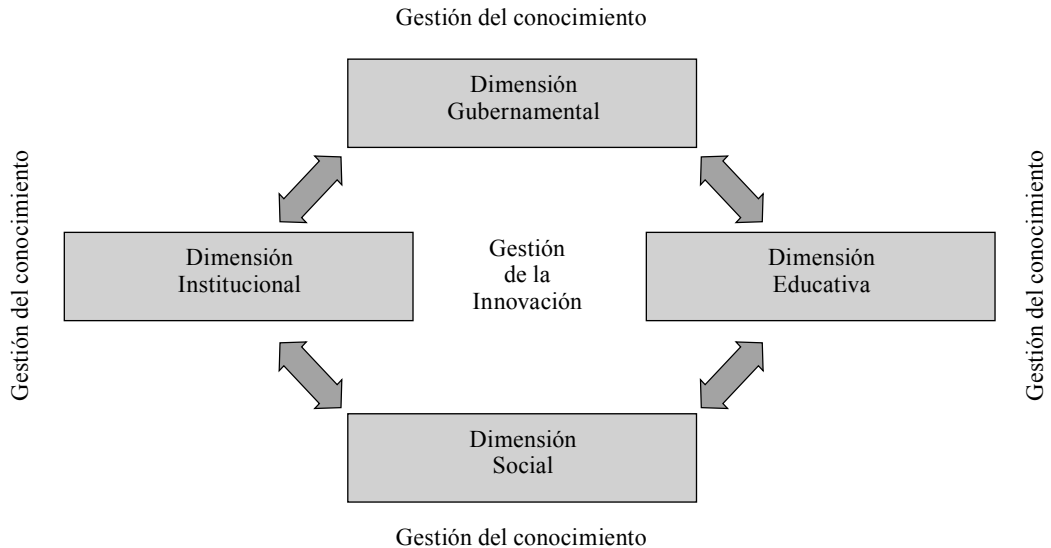 Gestión del conocimiento
Dimensión
Gubernamental
Gestión del conocimiento
Dimensión
Institucional
Gestión
de la
Innovación
Dimensión
Educativa
Gestión del conocimiento
Dimensión
Social
Gestión del conocimiento